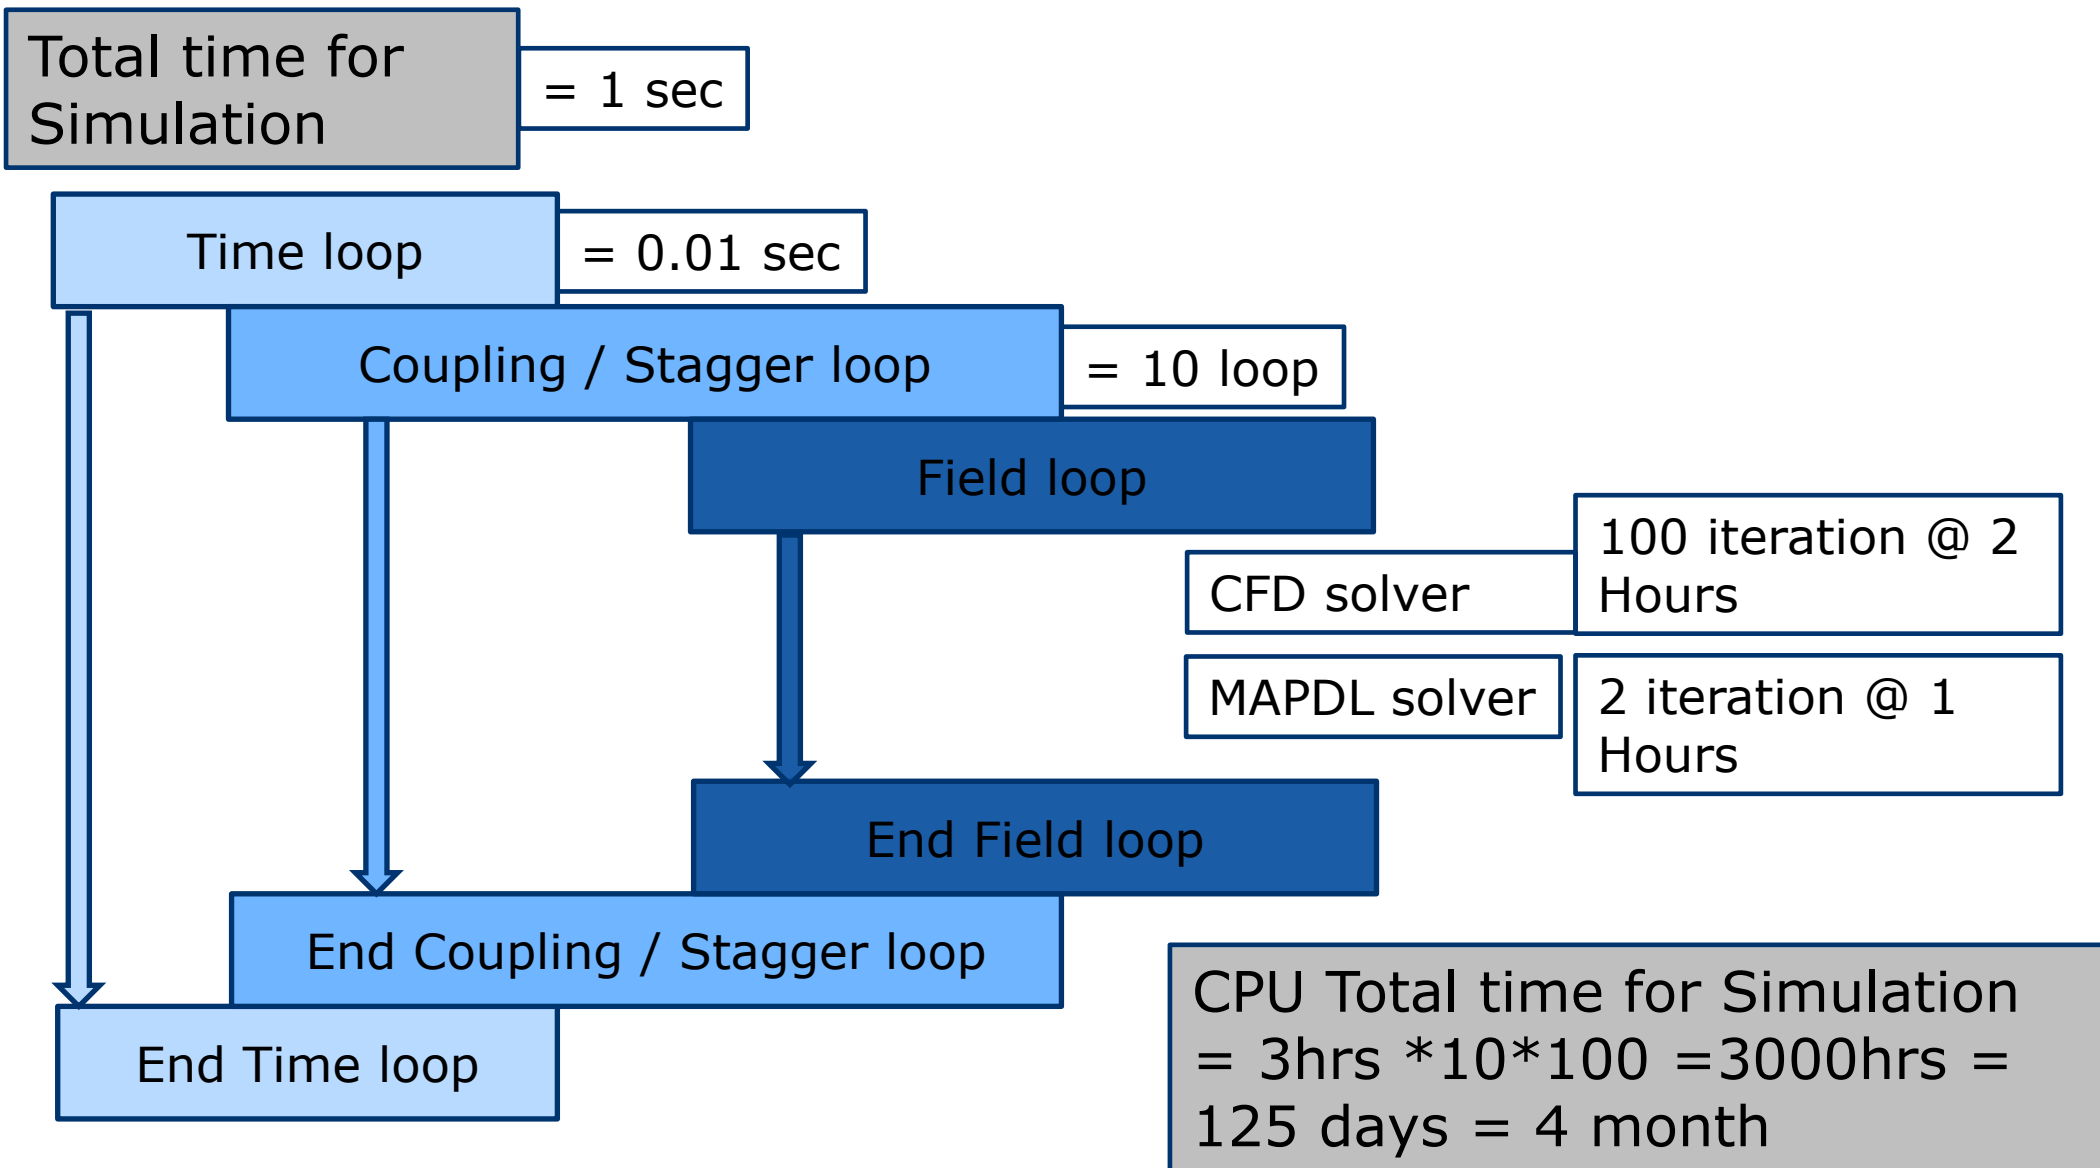 Total time for
Simulation
= 1 sec
Time loop
= 0.01 sec
Coupling / Stagger loop
= 10 loop
Field loop
100 iteration @ 2
Hours
CFD solver
MAPDL solver
2 iteration @ 1
Hours
End Field loop
End Coupling / Stagger loop
End Time loop
CPU Total time for Simulation
= 3hrs *10*100 =3000hrs =
125 days = 4 month